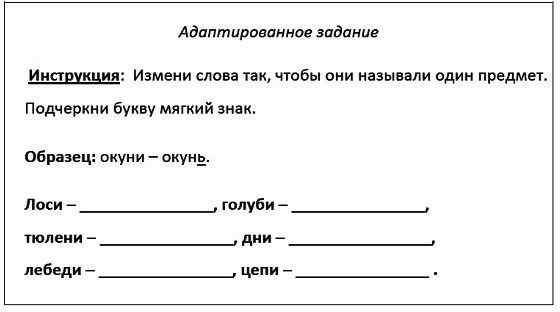 Адаптированное задание
Инструкция: Измени слова так, чтобы они называли один предмет.
Подчеркни букву мягкий знак.
Образец: окуни – окунь.
Лоси – _______________, голуби – _______________,
тюлени – _______________, дни – ________________,
лебеди – _______________, цепи – _______________ .